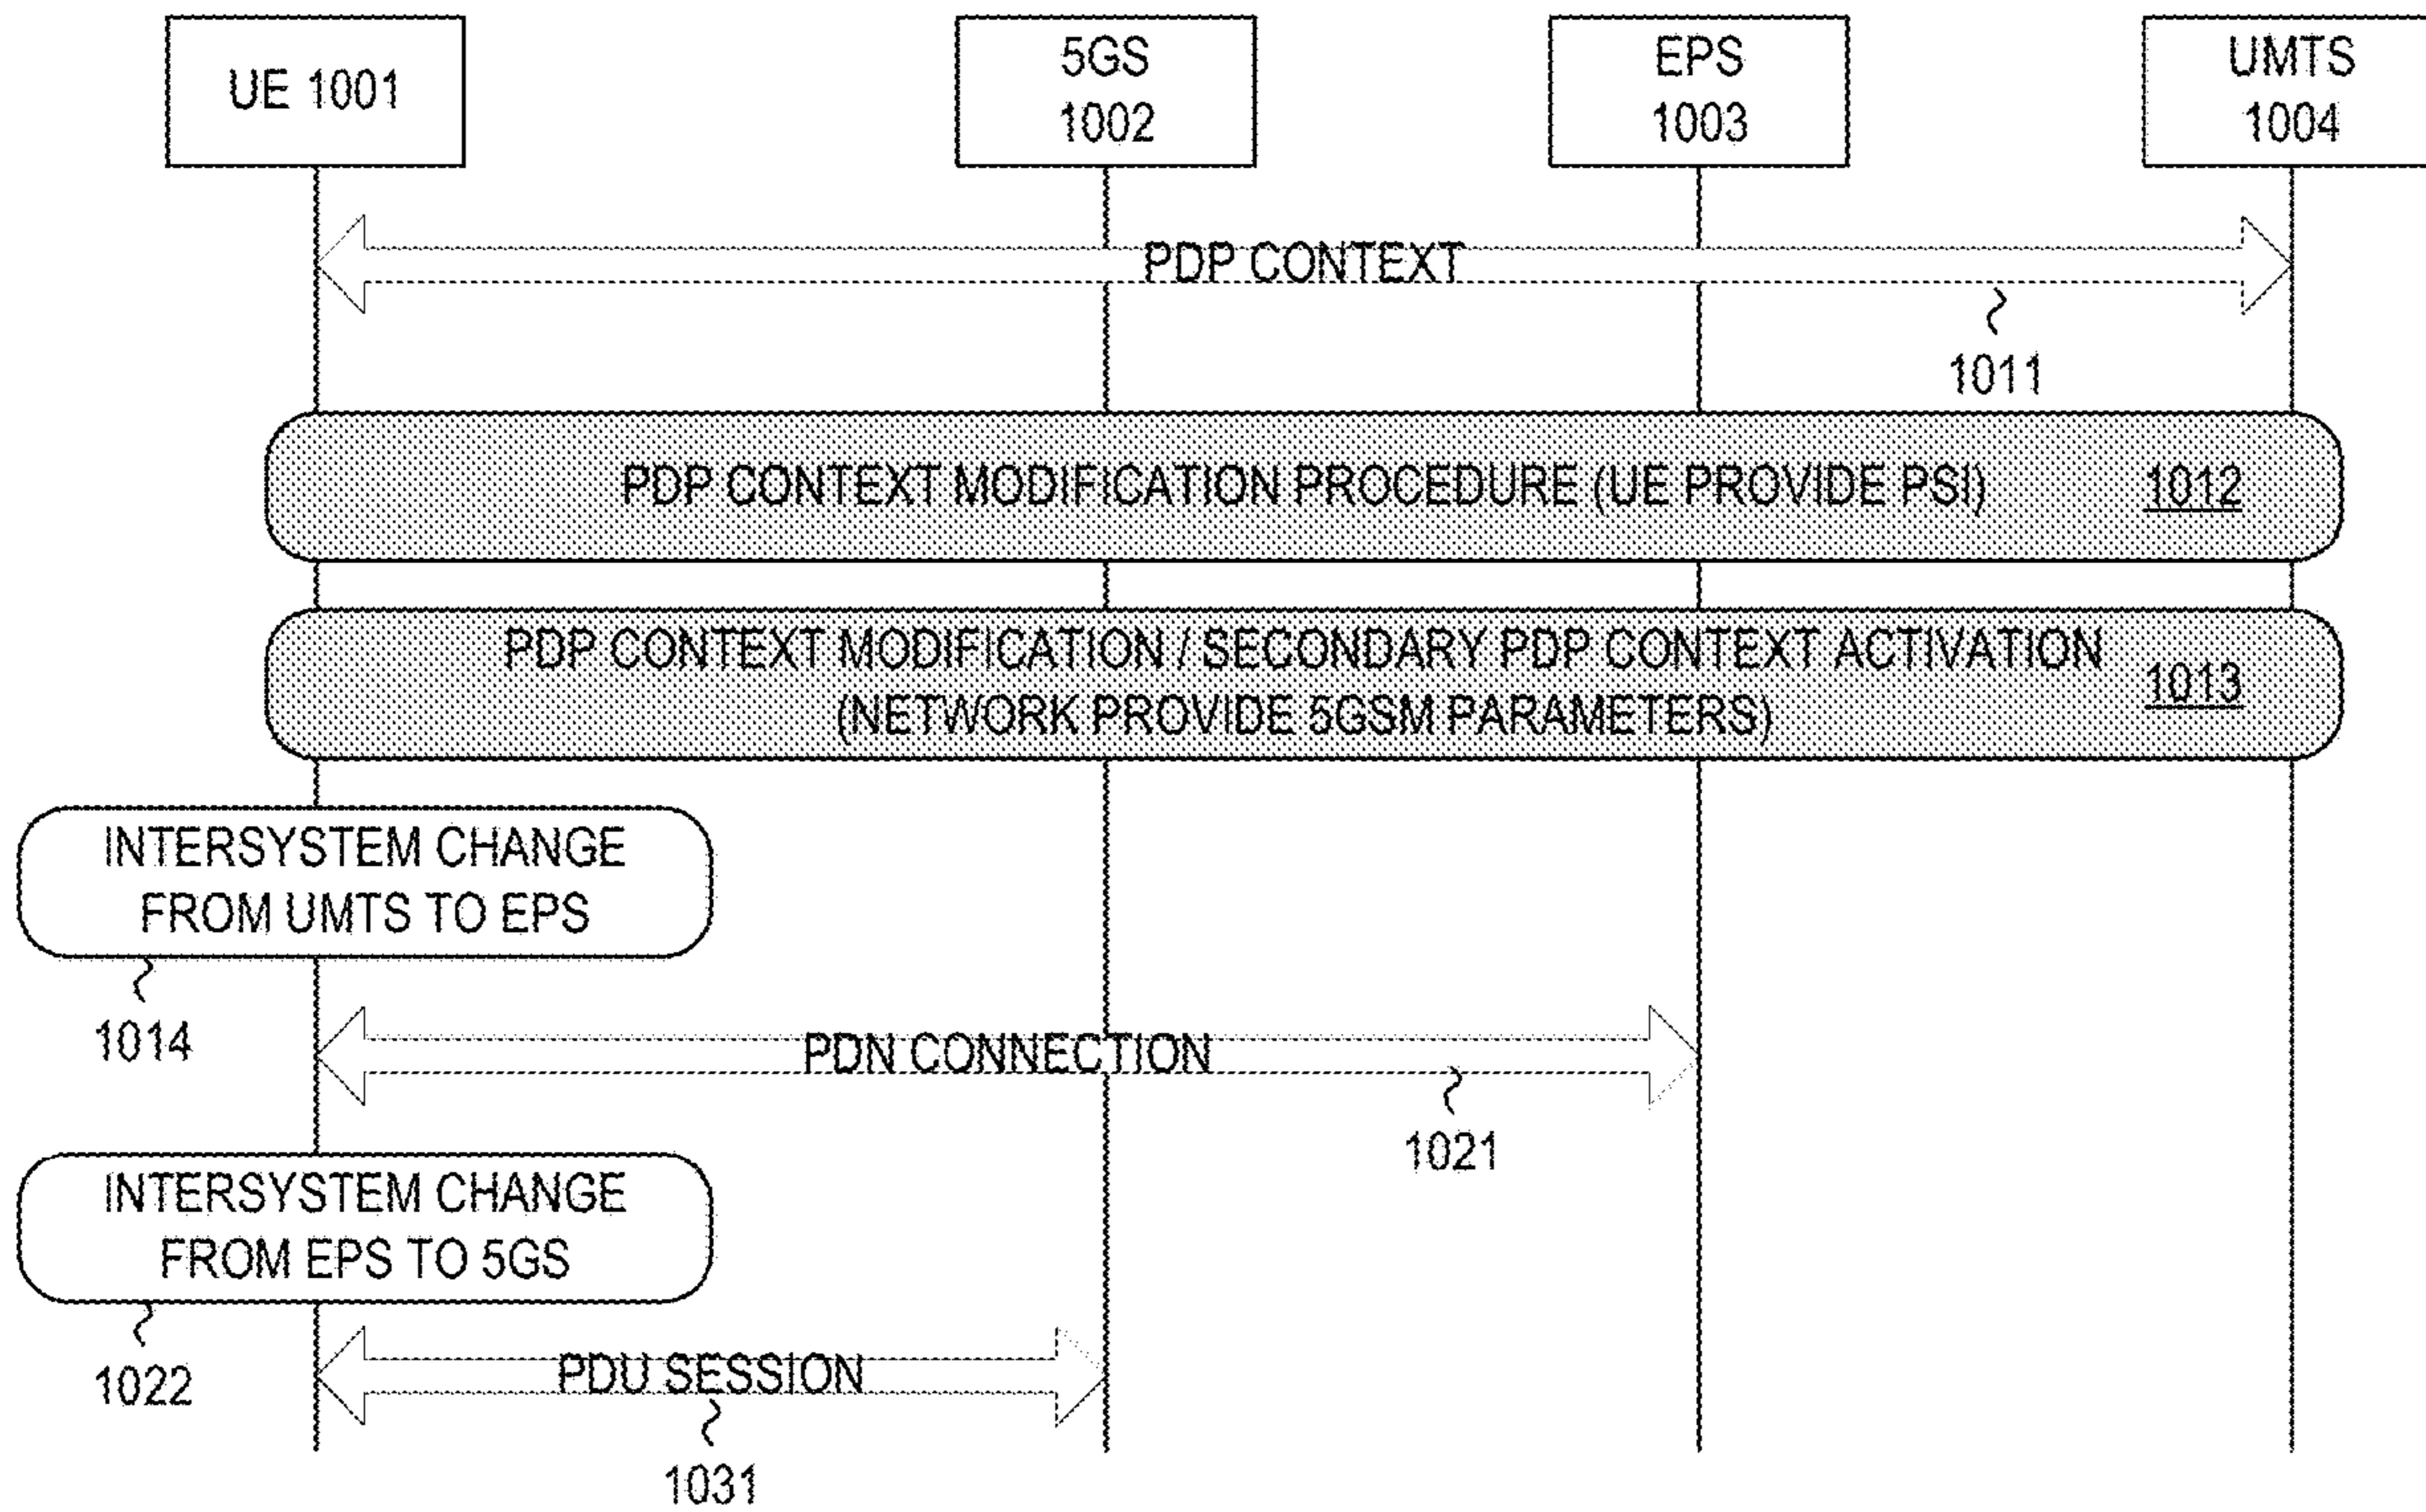 UE 1001
5GS
1002
EPS
1003
UMTS
1004
PDP CONTEXT
1011
PDP CONTEXT MODIFICATION PROCEDURE (UE PROVIDE PSI)
1012
PDP CONTEXT MODIFICATION / SECONDARY PDP CONTEXT ACTIVATION
(NETWORK PROVIDE 5GSM PARAMETERS)
1013
INTERSYSTEM CHANGE
FROM UMTS TO EPS
1014
PDN CONNECTION
1021
INTERSYSTEM CHANGE
FROM EPS TO 5GS
1022
PDU SESSION
1031